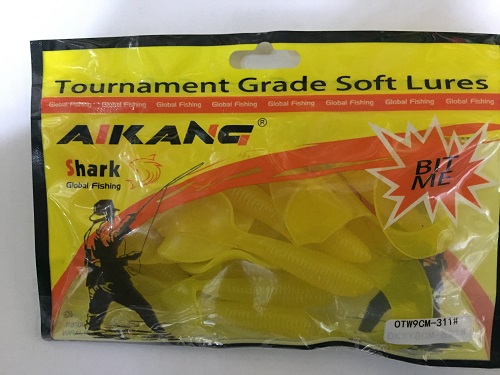 Tournament Grade Soft Lures
Global Fishing Global Fishing Global Fishing Global Fishing Global Fishing Global Fishing
AIKANG®
Shark
Global Fishing
BIT
ME
OTW9CM-311#